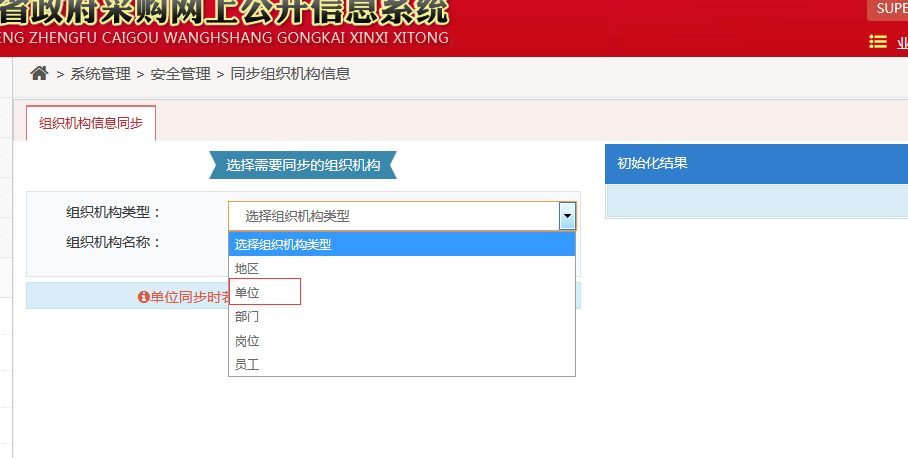 省政府采购网上公开信息系统
ENG ZHENGFU CAIGOU WANGHSHANG GONGKAI XINXI XITONG
SUPE
业
> 系统管理 > 安全管理 > 同步组织机构信息
组织机构信息同步
选择需要同步的组织机构
初始化结果
组织机构类型： 选择组织机构类型
组织机构名称：
选择组织机构类型
地区
单位
部门
岗位
员工
单位同步时